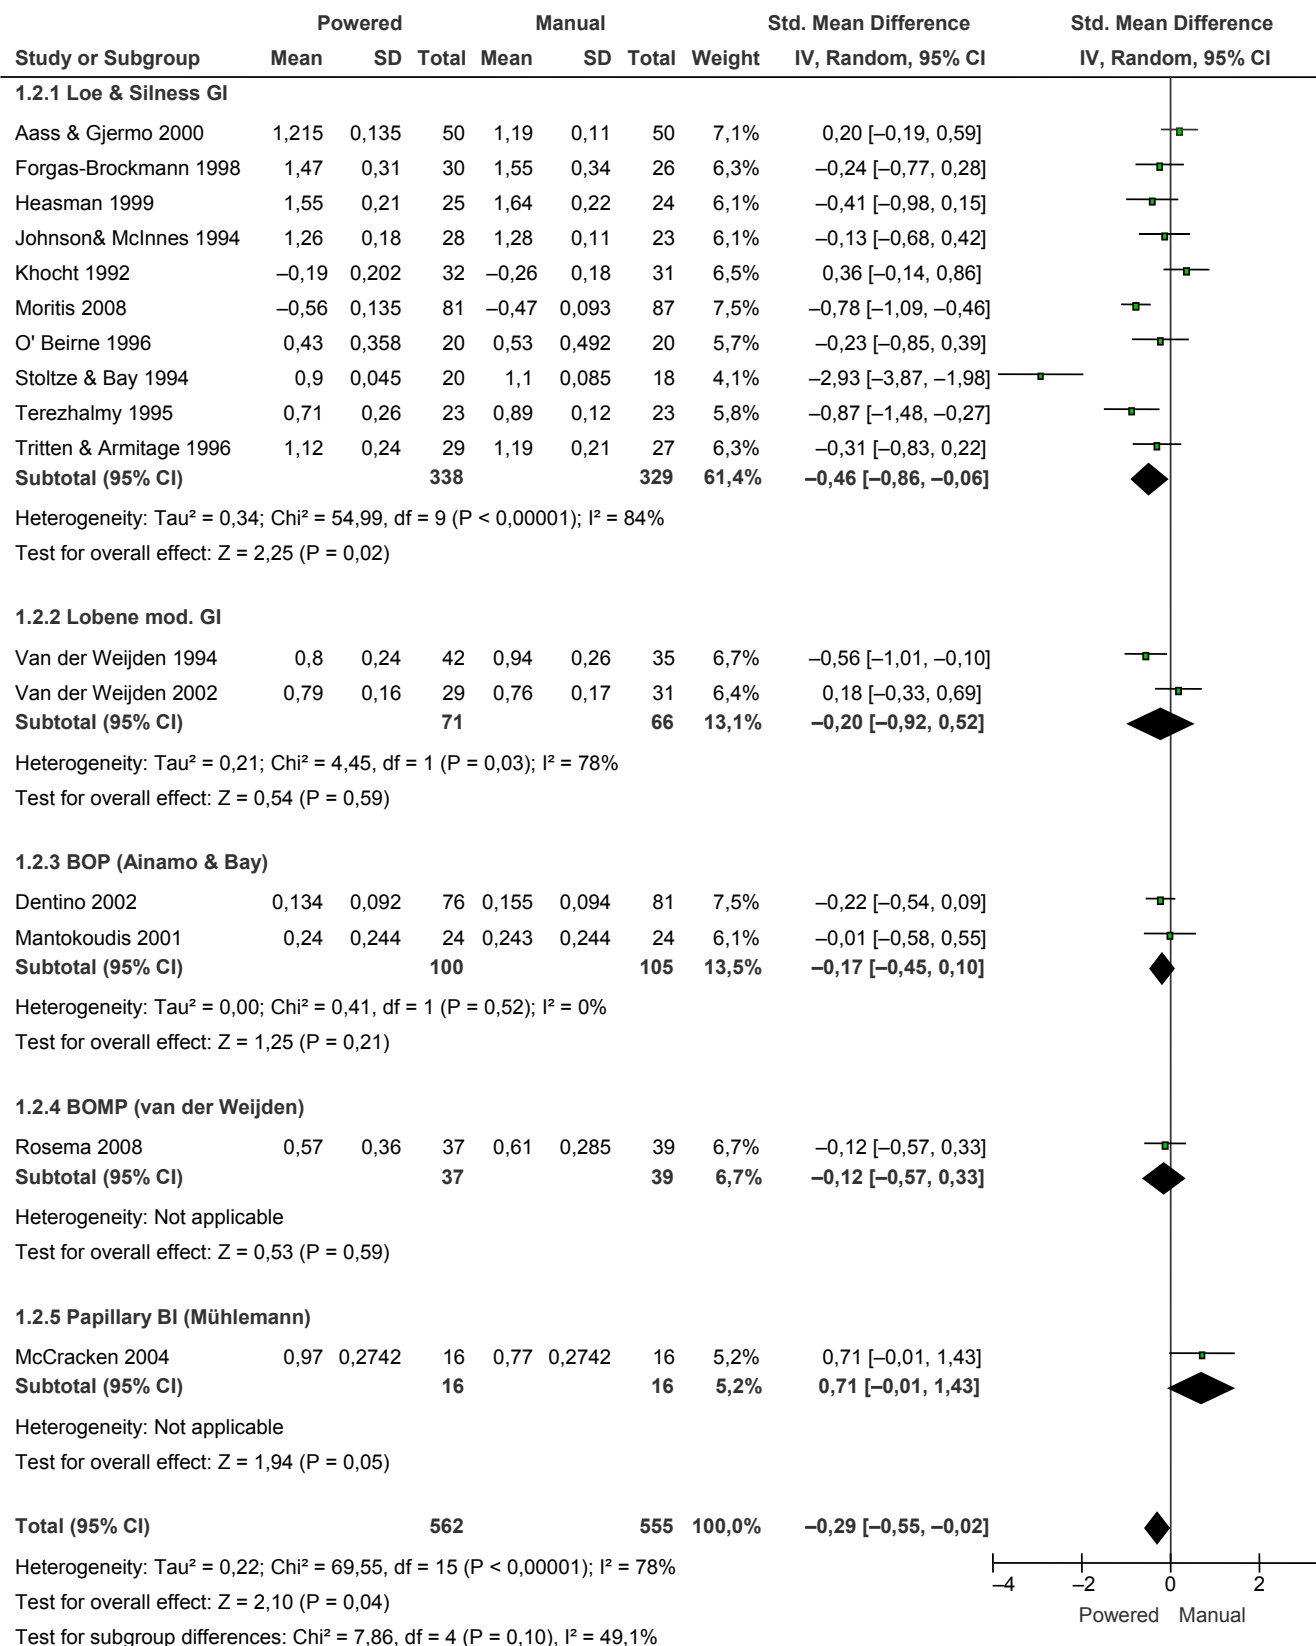 Powered Manual Std. Mean Difference Std. Mean Difference
Study or Subgroup Mean SD Total Mean SD Total Weight IV, Random, 95% CI IV, Random, 95% CI
1.2.1 Loe & Silness GI
Aass & Gjermo 2000 1,215 0,135 50 1,19 0,11 50 7,1% 0,20 [–0,19, 0,59]
Forgas-Brockmann 1998 1,47 0,31 30 1,55 0,34 26 6,3% –0,24 [–0,77, 0,28]
Heasman 1999 1,55 0,21 25 1,64 0,22 24 6,1% –0,41 [–0,98, 0,15]
Johnson& McInnes 1994 1,26 0,18 28 1,28 0,11 23 6,1% –0,13 [–0,68, 0,42]
Khocht 1992 –0,19 0,202 32 –0,26 0,18 31 6,5% 0,36 [–0,14, 0,86]
Moritis 2008 –0,56 0,135 81 –0,47 0,093 87 7,5% –0,78 [–1,09, –0,46]
O' Beirne 1996 0,43 0,358 20 0,53 0,492 20 5,7% –0,23 [–0,85, 0,39]
Stoltze & Bay 1994 0,9 0,045 20 1,1 0,085 18 4,1% -2,93 [–3,87, –1,98]
Terezhalmy 1995 0,71 0,26 23 0,89 0,12 23 5,8% –0,87 [–1,48, –0,27]
Tritten & Armitage 1996 1,12 0,24 29 1,19 0,21 27 6,3% –0,31 [–0,83, 0,22]
Subtotal (95% CI) 338 329 61,4% –0,46 [–0,86, –0,06]
Heterogeneity: Tau² = 0,34; Chi² = 54,99, df = 9 (P < 0,00001); I² = 84%
Test for overall effect: Z = 2,25 (P = 0,02)
1.2.2 Lobene mod. GI
Van der Weijden 1994 0,8 0,24 42 0,94 0,26 35 6,7% –0,56 [–1,01, –0,10]
Van der Weijden 2002 0,79 0,16 29 0,76 0,17 31 6,4% 0,18 [–0,33, 0,69]
Subtotal (95% CI) 71 66 13,1% –0,20 [–0,92, 0,52]
Heterogeneity: Tau² = 0,21; Chi² = 4,45, df = 1 (P = 0,03); I² = 78%
Test for overall effect: Z = 0,54 (P = 0,59)
1.2.3 BOP (Ainamo & Bay)
Dentino 2002 0,134 0,092 76 0,155 0,094 81 7,5% –0,22 [–0,54, 0,09]
Mantokoudis 2001 0,24 0,244 24 0,243 0,244 24 6,1% –0,01 [–0,58, 0,55]
Subtotal (95% CI) 100 105 13,5% –0,17 [–0,45, 0,10]
Heterogeneity: Tau² = 0,00; Chi² = 0,41, df = 1 (P = 0,52); I² = 0%
Test for overall effect: Z = 1,25 (P = 0,21)
1.2.4 BOMP (van der Weijden)
Rosema 2008 0,57 0,36 37 0,61 0,285 39 6,7% –0,12 [–0,57, 0,33]
Subtotal (95% CI) 37 39 6,7% –0,12 [–0,57, 0,33]
Heterogeneity: Not applicable
Test for overall effect: Z = 0,53 (P = 0,59)
1.2.5 Papillary BI (Mühlemann)
McCracken 2004 0,97 0,2742 16 0,77 0,2742 16 5,2% 0,71 [–0,01, 1,43]
Subtotal (95% CI) 16 16 5,2% 0,71 [–0,01, 1,43]
Heterogeneity: Not applicable
Test for overall effect: Z = 1,94 (P = 0,05)
Total (95% CI) 562 555 100,0% –0,29 [–0,55, –0,02]
Heterogeneity: Tau² = 0,22; Chi² = 69,55, df = 15 (P < 0,00001); I² = 78%
–4 –2 0 2
Test for overall effect: Z = 2,10 (P = 0,04)
Powered Manual
Test for subgroup differences: Chi² = 7,86, df = 4 (P = 0,10), I² = 49,1%